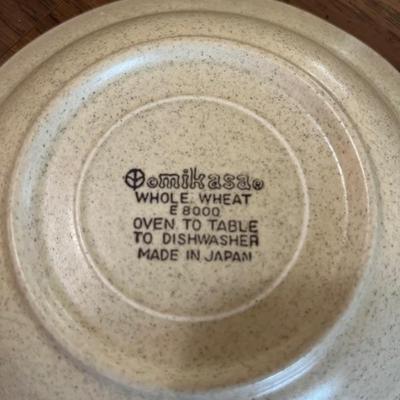 mikasa®
WHOLE WHEAT
E 8000
OVEN TO TABLE
TO DISHWASHER
MADE IN JAPAN